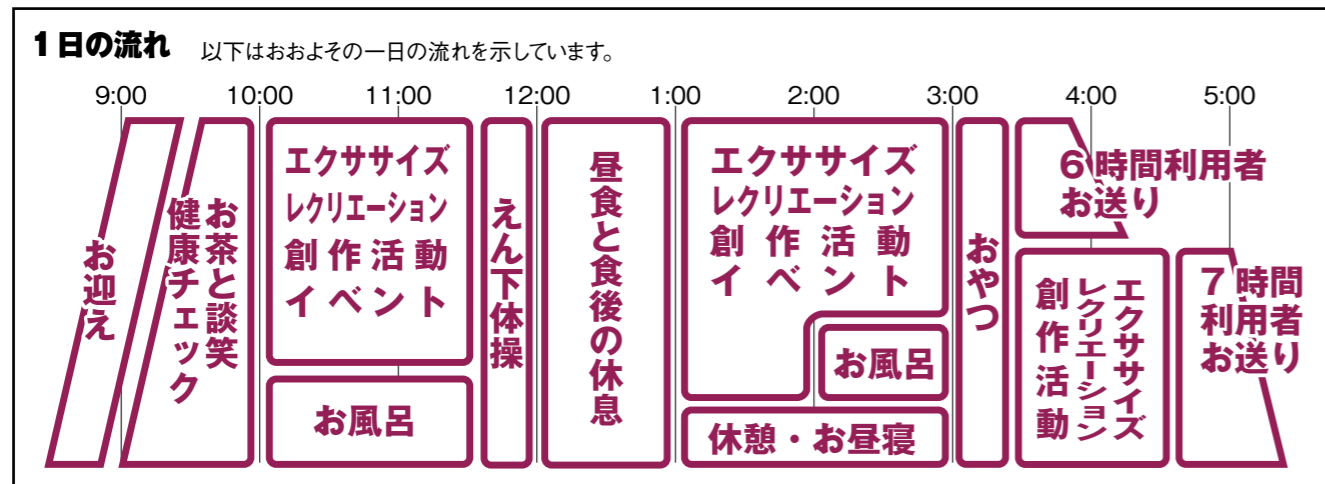 1日の流れ 以下はおおよその一日の流れを示しています。
9:00 10:00 11:00 12:00 1:00 2:00 3:00 4:00 5:00
お迎え
お茶と談笑
健康チェック
エクササイズ
レクリエーション
創作活動
イベント
お風呂
えん下体操
昼食と食後の休息
エクササイズ
レクリエーション
創作活動
イベント
お風呂
休憩・お昼寝
おやつ
6時間利用者
お送り
エクササイズ
レクリエーション
創作活動
7時間
利用者
お送り